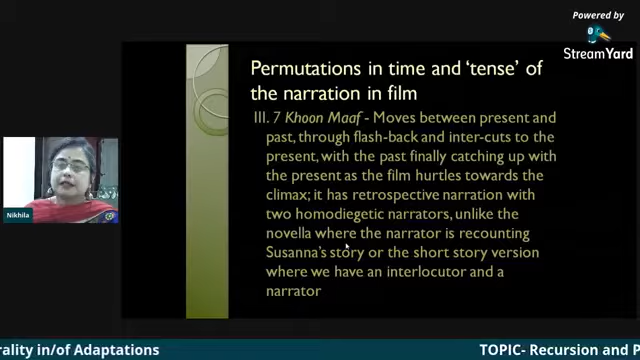 Powered by
StreamYard
Permutations in time and ‘tense’ of
the narration in film
III. 7 Khoon Maaf - Moves between present and
past, through flash-back and inter-cuts to the
present, with the past finally catching up with
the present as the film hurtles towards the
climax; it has retrospective narration with
two homodiegetic narrators, unlike the
novella where the narrator is recounting
Susanna’s story or the short story version
where we have an interlocutor and a
narrator
Nikhila
rality in/of Adaptations
TOPIC- Recursion and P